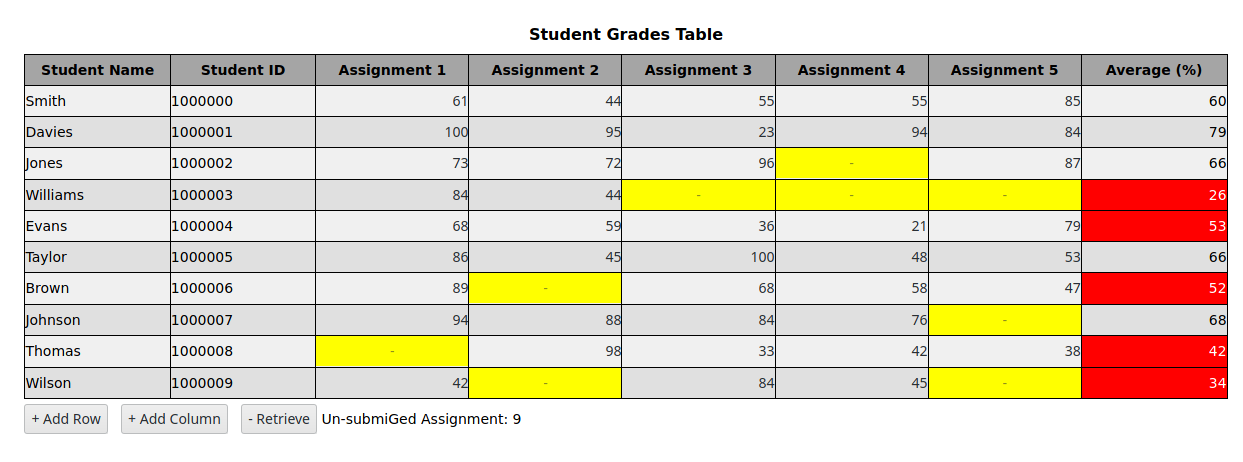 Student Grades Table
Student Name Student ID Assignment 1 Assignment 2 Assignment 3 Assignment 4 Assignment 5 Average (%)
Smith 1000000 61 44 55 55 85 60
Davies 1000001 100 95 23 94 84 79
Jones 1000002 73 72 96 - 87 66
Williams 1000003 84 44 - - - 26
Evans 1000004 68 59 36 21 79 53
Taylor 1000005 86 45 100 48 53 66
Brown 1000006 89 - 68 58 47 52
Johnson 1000007 94 88 84 76 - 68
Thomas 1000008 - 98 33 42 38 42
Wilson 1000009 42 - 84 45 - 34
+ Add Row + Add Column - Retrieve Un-submiGed Assignment: 9